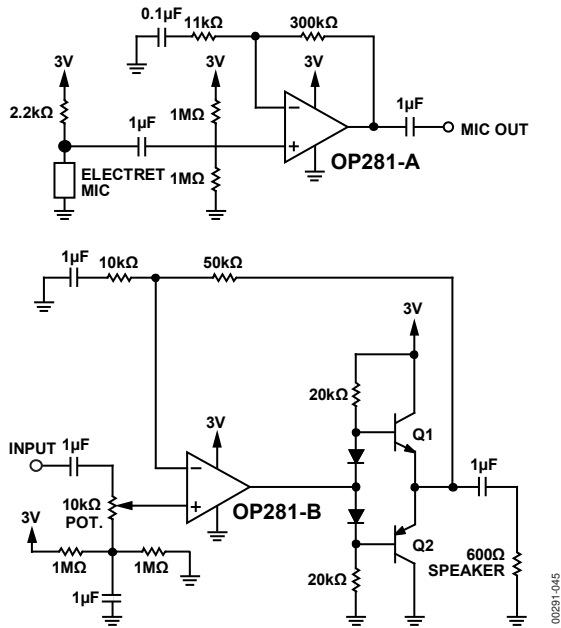 0.1µF
11kΩ
300kΩ
3V
3V
3V
2.2kΩ
1µF
1MΩ
1µF
MIC OUT
ELECTRET
MIC
1MΩ
OP281-A
1µF
10kΩ
50kΩ
3V
20kΩ
Q1
3V
INPUT
1µF
1µF
10kΩ
POT.
OP281-B
3V
Q2
1MΩ
1MΩ
600Ω
SPEAKER
20kΩ
1µF
00291-045